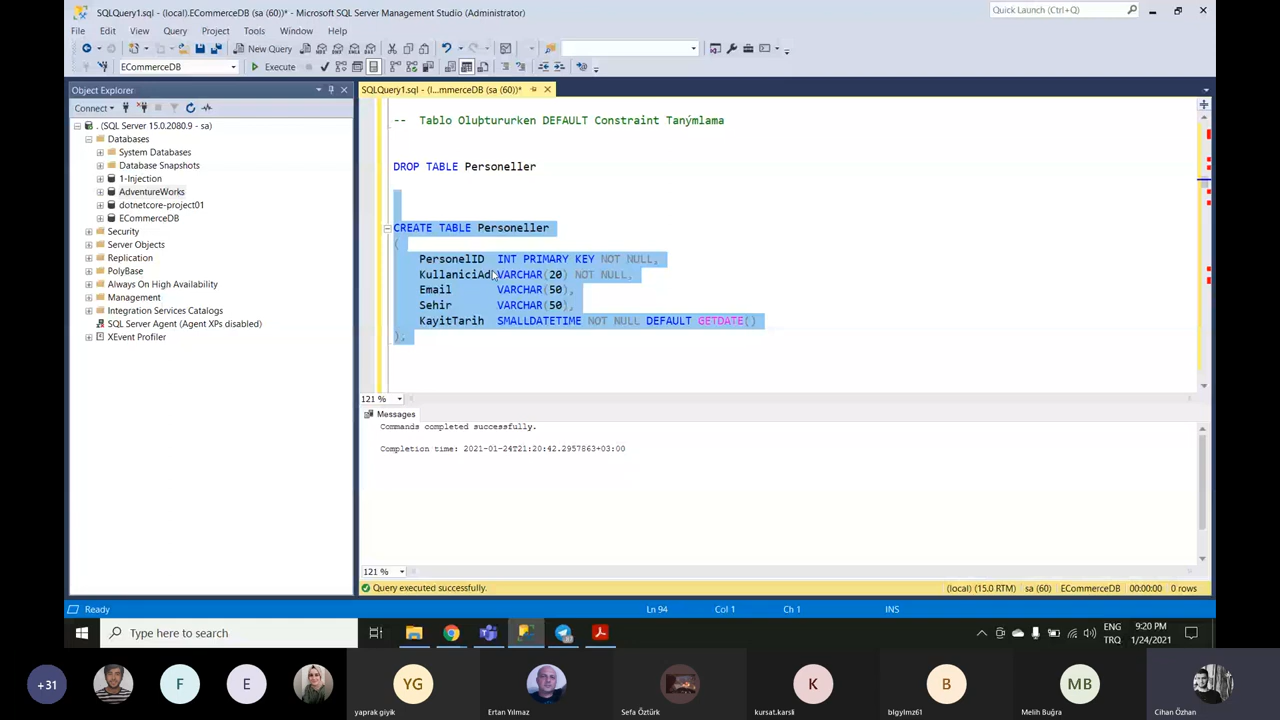 SQLQuery1.sql - (local).ECommerceDB (sa (60))* - Microsoft SQL Server Management Studio (Administrator)
Quick Launch (Ctrl+Q)
File Edit View Query Project Tools Window Help
New Query
ECommerceDB
Execute
Object Explorer
Connect
. (SQL Server 15.0.2080.9 - sa)
Databases
System Databases
Database Snapshots
1-Injection
AdventureWorks
dotnetcore-project01
ECommerceDB
Security
Server Objects
Replication
PolyBase
Always On High Availability
Management
Integration Services Catalogs
SQL Server Agent (Agent XPs disabled)
XEvent Profiler
SQLQuery1.sql - (l...mmerceDB (sa (60))*
-- Tablo Oluþtururken DEFAULT Constraint Tanýmlama
DROP TABLE Personeller
CREATE TABLE Personeller
(
PersonelID INT PRIMARY KEY NOT NULL,
KullaniciAd VARCHAR(20) NOT NULL,
Email VARCHAR(50),
Sehir VARCHAR(50),
KayitTarih SMALLDATETIME NOT NULL DEFAULT GETDATE()
);
121 %
Messages
Commands completed successfully.
Completion time: 2021-01-24T21:20:42.2957863+03:00
121 %
Query executed successfully.
(local) (15.0 RTM) sa (60) ECommerceDB 00:00:00 0 rows
Ready
Ln 94 Col 1 Ch 1 INS
Type here to search
ENG
TRQ
9:20 PM
1/24/2021
+31
F
E
YG
K
B
MB
yaprak giyik
Ertan Yılmaz
Sefa Öztürk
kursat.karsli
blgylmz61
Melih Buğra
Cihan Özhan